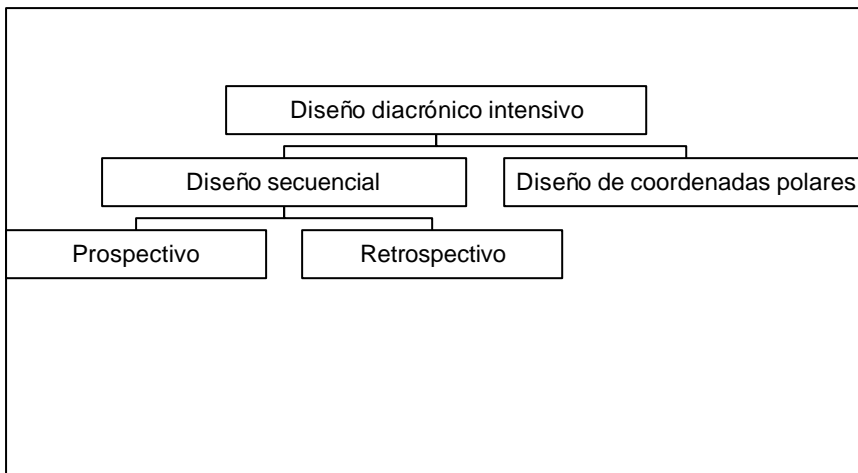 Diseño diacrónico intensivo
Diseño secuencial
Diseño de coordenadas polares
Prospectivo
Retrospectivo